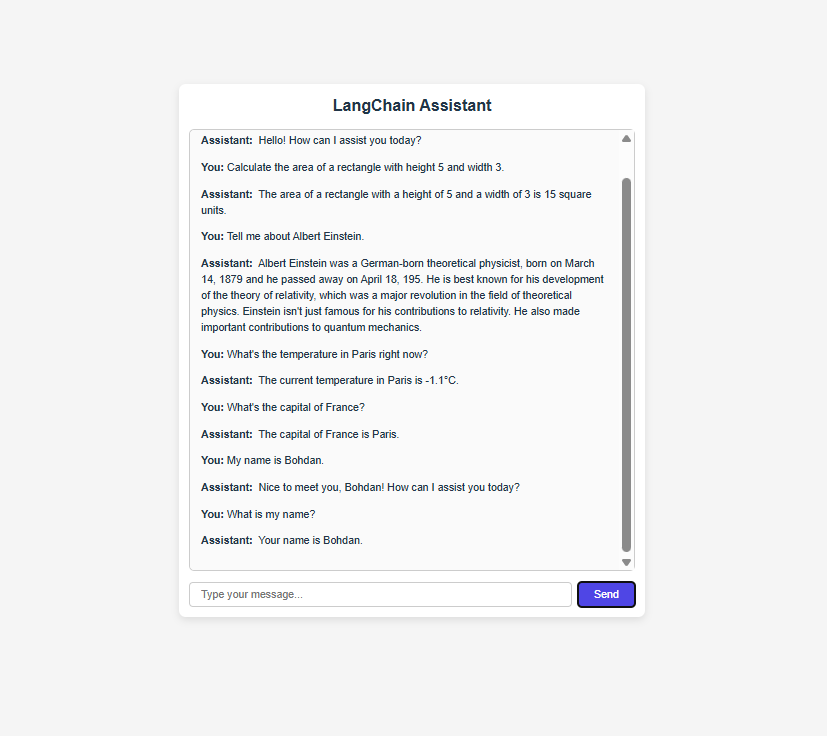 LangChain Assistant
Assistant: Hello! How can I assist you today?
You: Calculate the area of a rectangle with height 5 and width 3.
Assistant: The area of a rectangle with a height of 5 and a width of 3 is 15 square
units.
You: Tell me about Albert Einstein.
Assistant: Albert Einstein was a German-born theoretical physicist, born on March
14, 1879 and he passed away on April 18, 195. He is best known for his development
of the theory of relativity, which was a major revolution in the field of theoretical
physics. Einstein isn't just famous for his contributions to relativity. He also made
important contributions to quantum mechanics.
You: What's the temperature in Paris right now?
Assistant: The current temperature in Paris is -1.1°C.
You: What's the capital of France?
Assistant: The capital of France is Paris.
You: My name is Bohdan.
Assistant: Nice to meet you, Bohdan! How can I assist you today?
You: What is my name?
Assistant: Your name is Bohdan.
Type your message...
Send